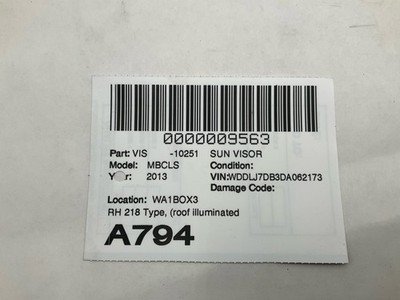 0000009563
Part: VIS -10251 SUN VISOR
Model: MBCLS Condition:
Year: 2013 VIN:WDDLJ7DB3DA062173
Damage Code:
Location: WA1BOX3
RH 218 Type, (roof illuminated
A794